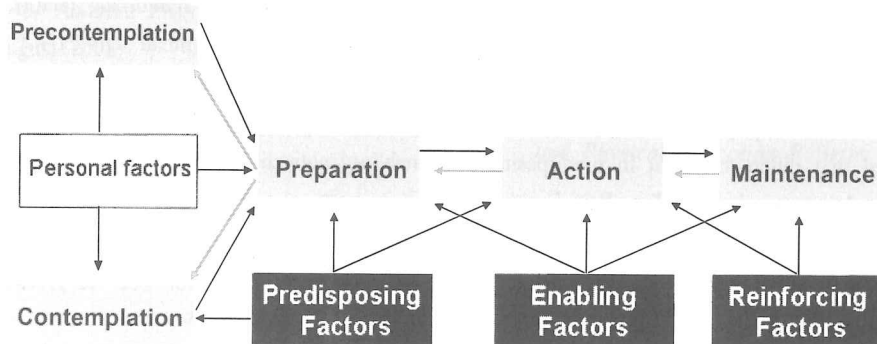 Precontemplation
Personal factors
Preparation
Action
Maintenance
Contemplation
Predisposing
Factors
Enabling
Factors
Reinforcing
Factors